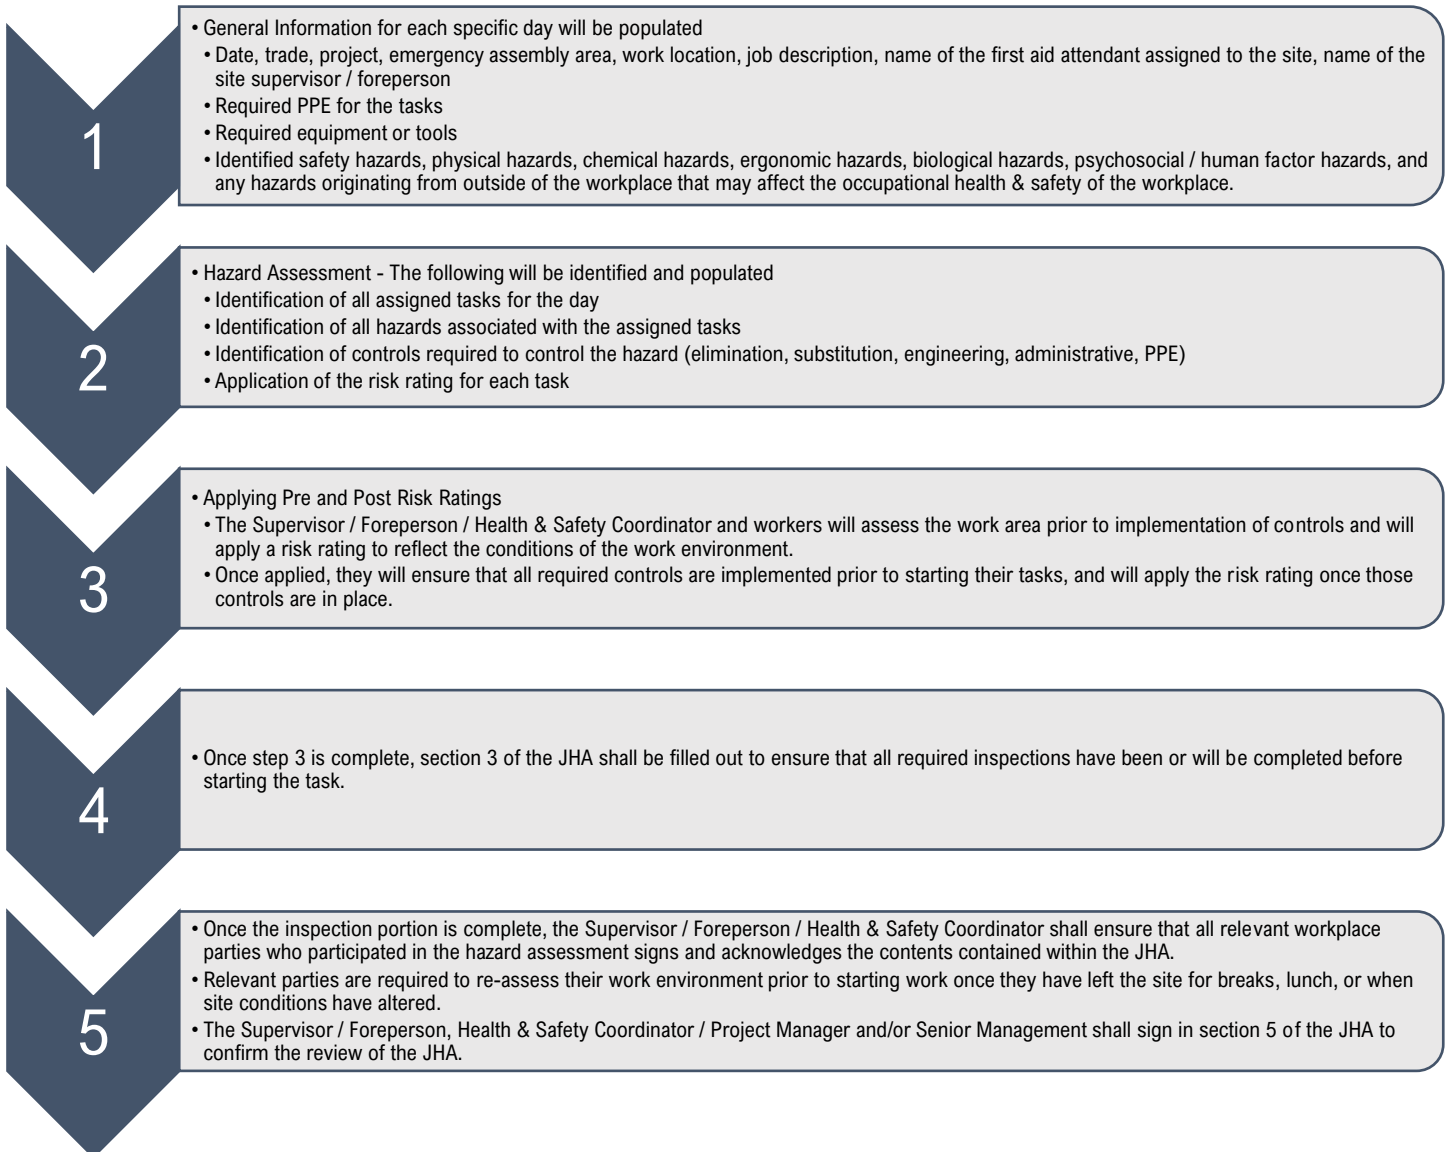 1
• General Information for each specific day will be populated
• Date, trade, project, emergency assembly area, work location, job description, name of the first aid attendant assigned to the site, name of the
site supervisor / foreperson
• Required PPE for the tasks
• Required equipment or tools
• Identified safety hazards, physical hazards, chemical hazards, ergonomic hazards, biological hazards, psychosocial / human factor hazards, and
any hazards originating from outside of the workplace that may affect the occupational health & safety of the workplace.
2
• Hazard Assessment - The following will be identified and populated
• Identification of all assigned tasks for the day
• Identification of all hazards associated with the assigned tasks
• Identification of controls required to control the hazard (elimination, substitution, engineering, administrative, PPE)
• Application of the risk rating for each task
3
• Applying Pre and Post Risk Ratings
• The Supervisor / Foreperson / Health & Safety Coordinator and workers will assess the work area prior to implementation of controls and will
apply a risk rating to reflect the conditions of the work environment.
• Once applied, they will ensure that all required controls are implemented prior to starting their tasks, and will apply the risk rating once those
controls are in place.
4
• Once step 3 is complete, section 3 of the JHA shall be filled out to ensure that all required inspections have been or will be completed before
starting the task.
5
• Once the inspection portion is complete, the Supervisor / Foreperson / Health & Safety Coordinator shall ensure that all relevant workplace
parties who participated in the hazard assessment signs and acknowledges the contents contained within the JHA.
• Relevant parties are required to re-assess their work environment prior to starting work once they have left the site for breaks, lunch, or when
site conditions have altered.
• The Supervisor / Foreperson, Health & Safety Coordinator / Project Manager and/or Senior Management shall sign in section 5 of the JHA to
confirm the review of the JHA.